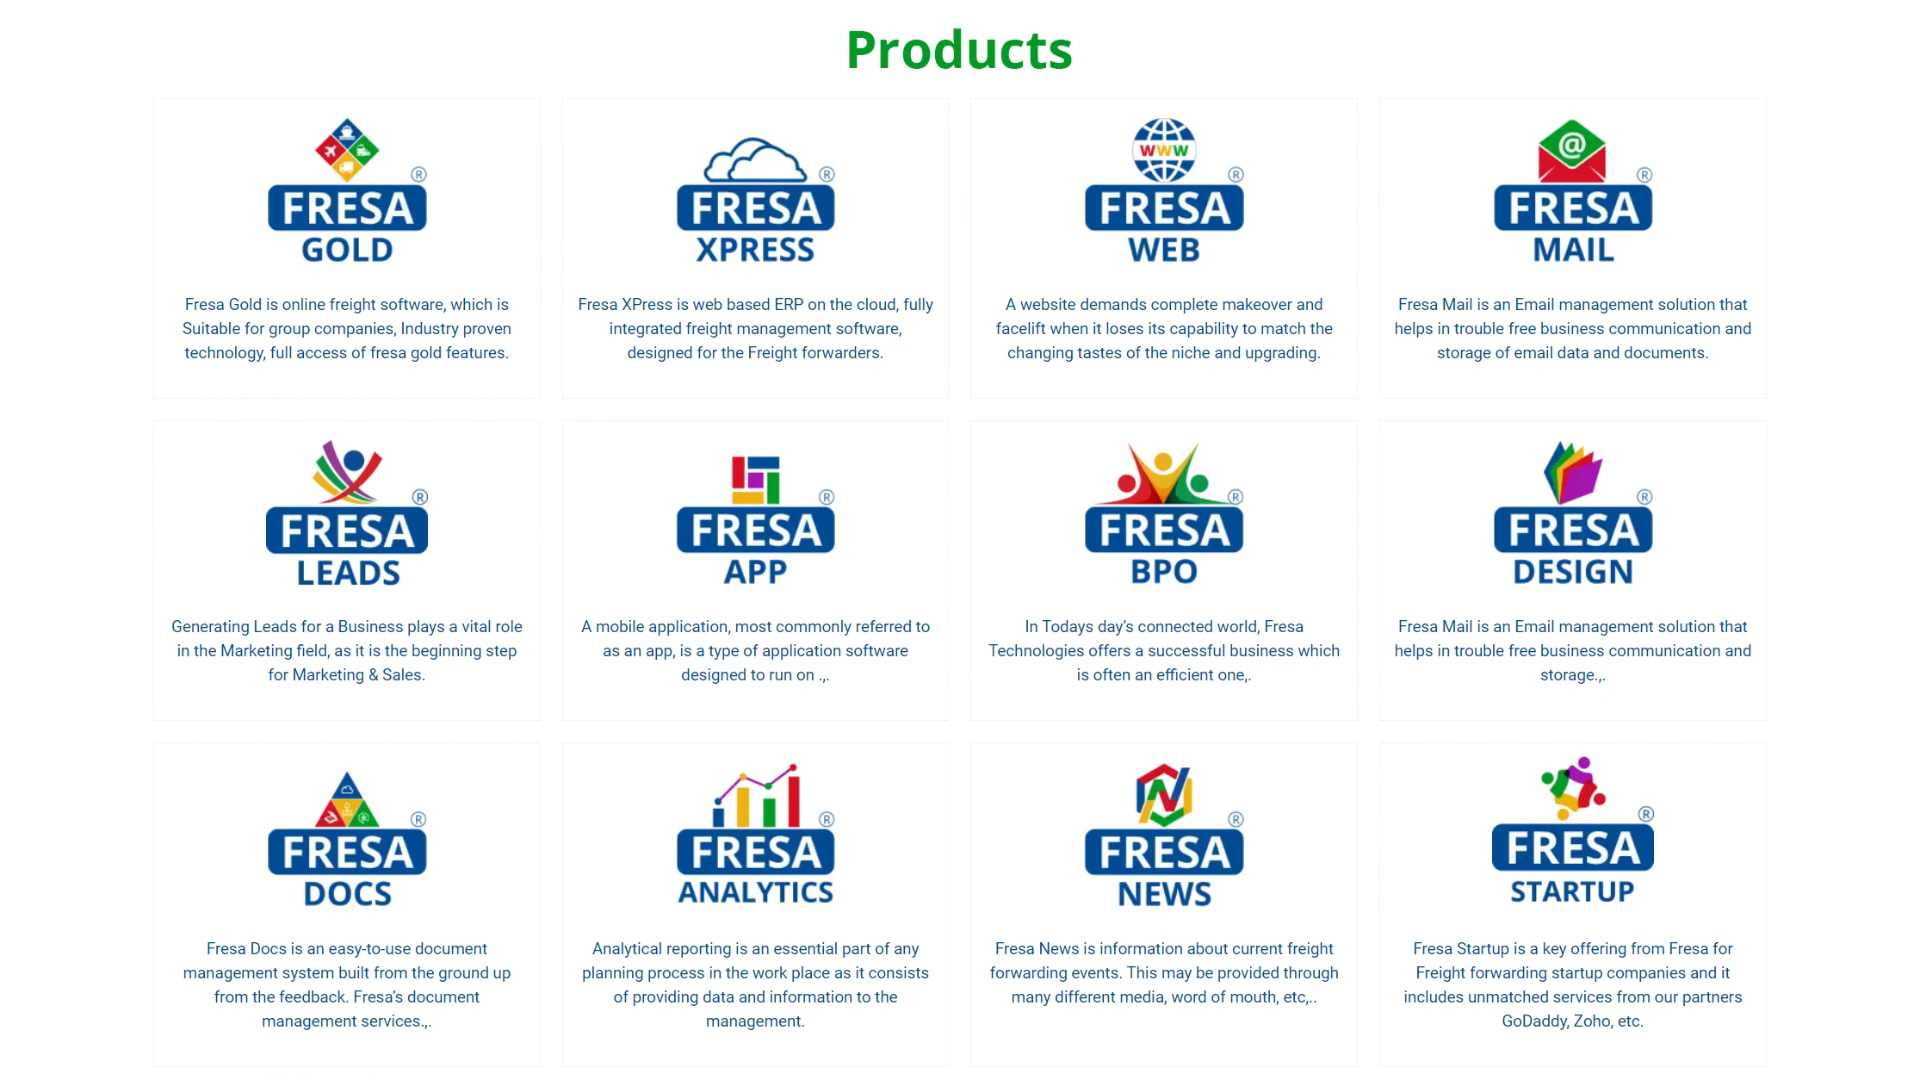 Products
®
FRESA
GOLD
Fresa Gold is online freight software, which is
Suitable for group companies, Industry proven
technology, full access of fresa gold features.
®
FRESA
XPRESS
Fresa XPress is web based ERP on the cloud, fully
integrated freight management software,
designed for the Freight forwarders.
WWW
®
FRESA
WEB
A website demands complete makeover and
facelift when it loses its capability to match the
changing tastes of the niche and upgrading.
@
®
FRESA
MAIL
Fresa Mail is an Email management solution that
helps in trouble free business communication and
storage of email data and documents.
®
FRESA
LEADS
Generating Leads for a Business plays a vital role
in the Marketing field, as it is the beginning step
for Marketing & Sales.
®
FRESA
APP
A mobile application, most commonly referred to
as an app, is a type of application software
designed to run on .,.
®
FRESA
BPO
In Todays day’s connected world, Fresa
Technologies offers a successful business which
is often an efficient one,.
®
FRESA
DESIGN
Fresa Mail is an Email management solution that
helps in trouble free business communication and
storage.,.
@
®
FRESA
DOCS
Fresa Docs is an easy-to-use document
management system built from the ground up
from the feedback. Fresa’s document
management services.,.
®
FRESA
ANALYTICS
Analytical reporting is an essential part of any
planning process in the work place as it consists
of providing data and information to the
management.
N
®
FRESA
NEWS
Fresa News is information about current freight
forwarding events. This may be provided through
many different media, word of mouth, etc,..
®
FRESA
STARTUP
Fresa Startup is a key offering from Fresa for
Freight forwarding startup companies and it
includes unmatched services from our partners
GoDaddy, Zoho, etc.